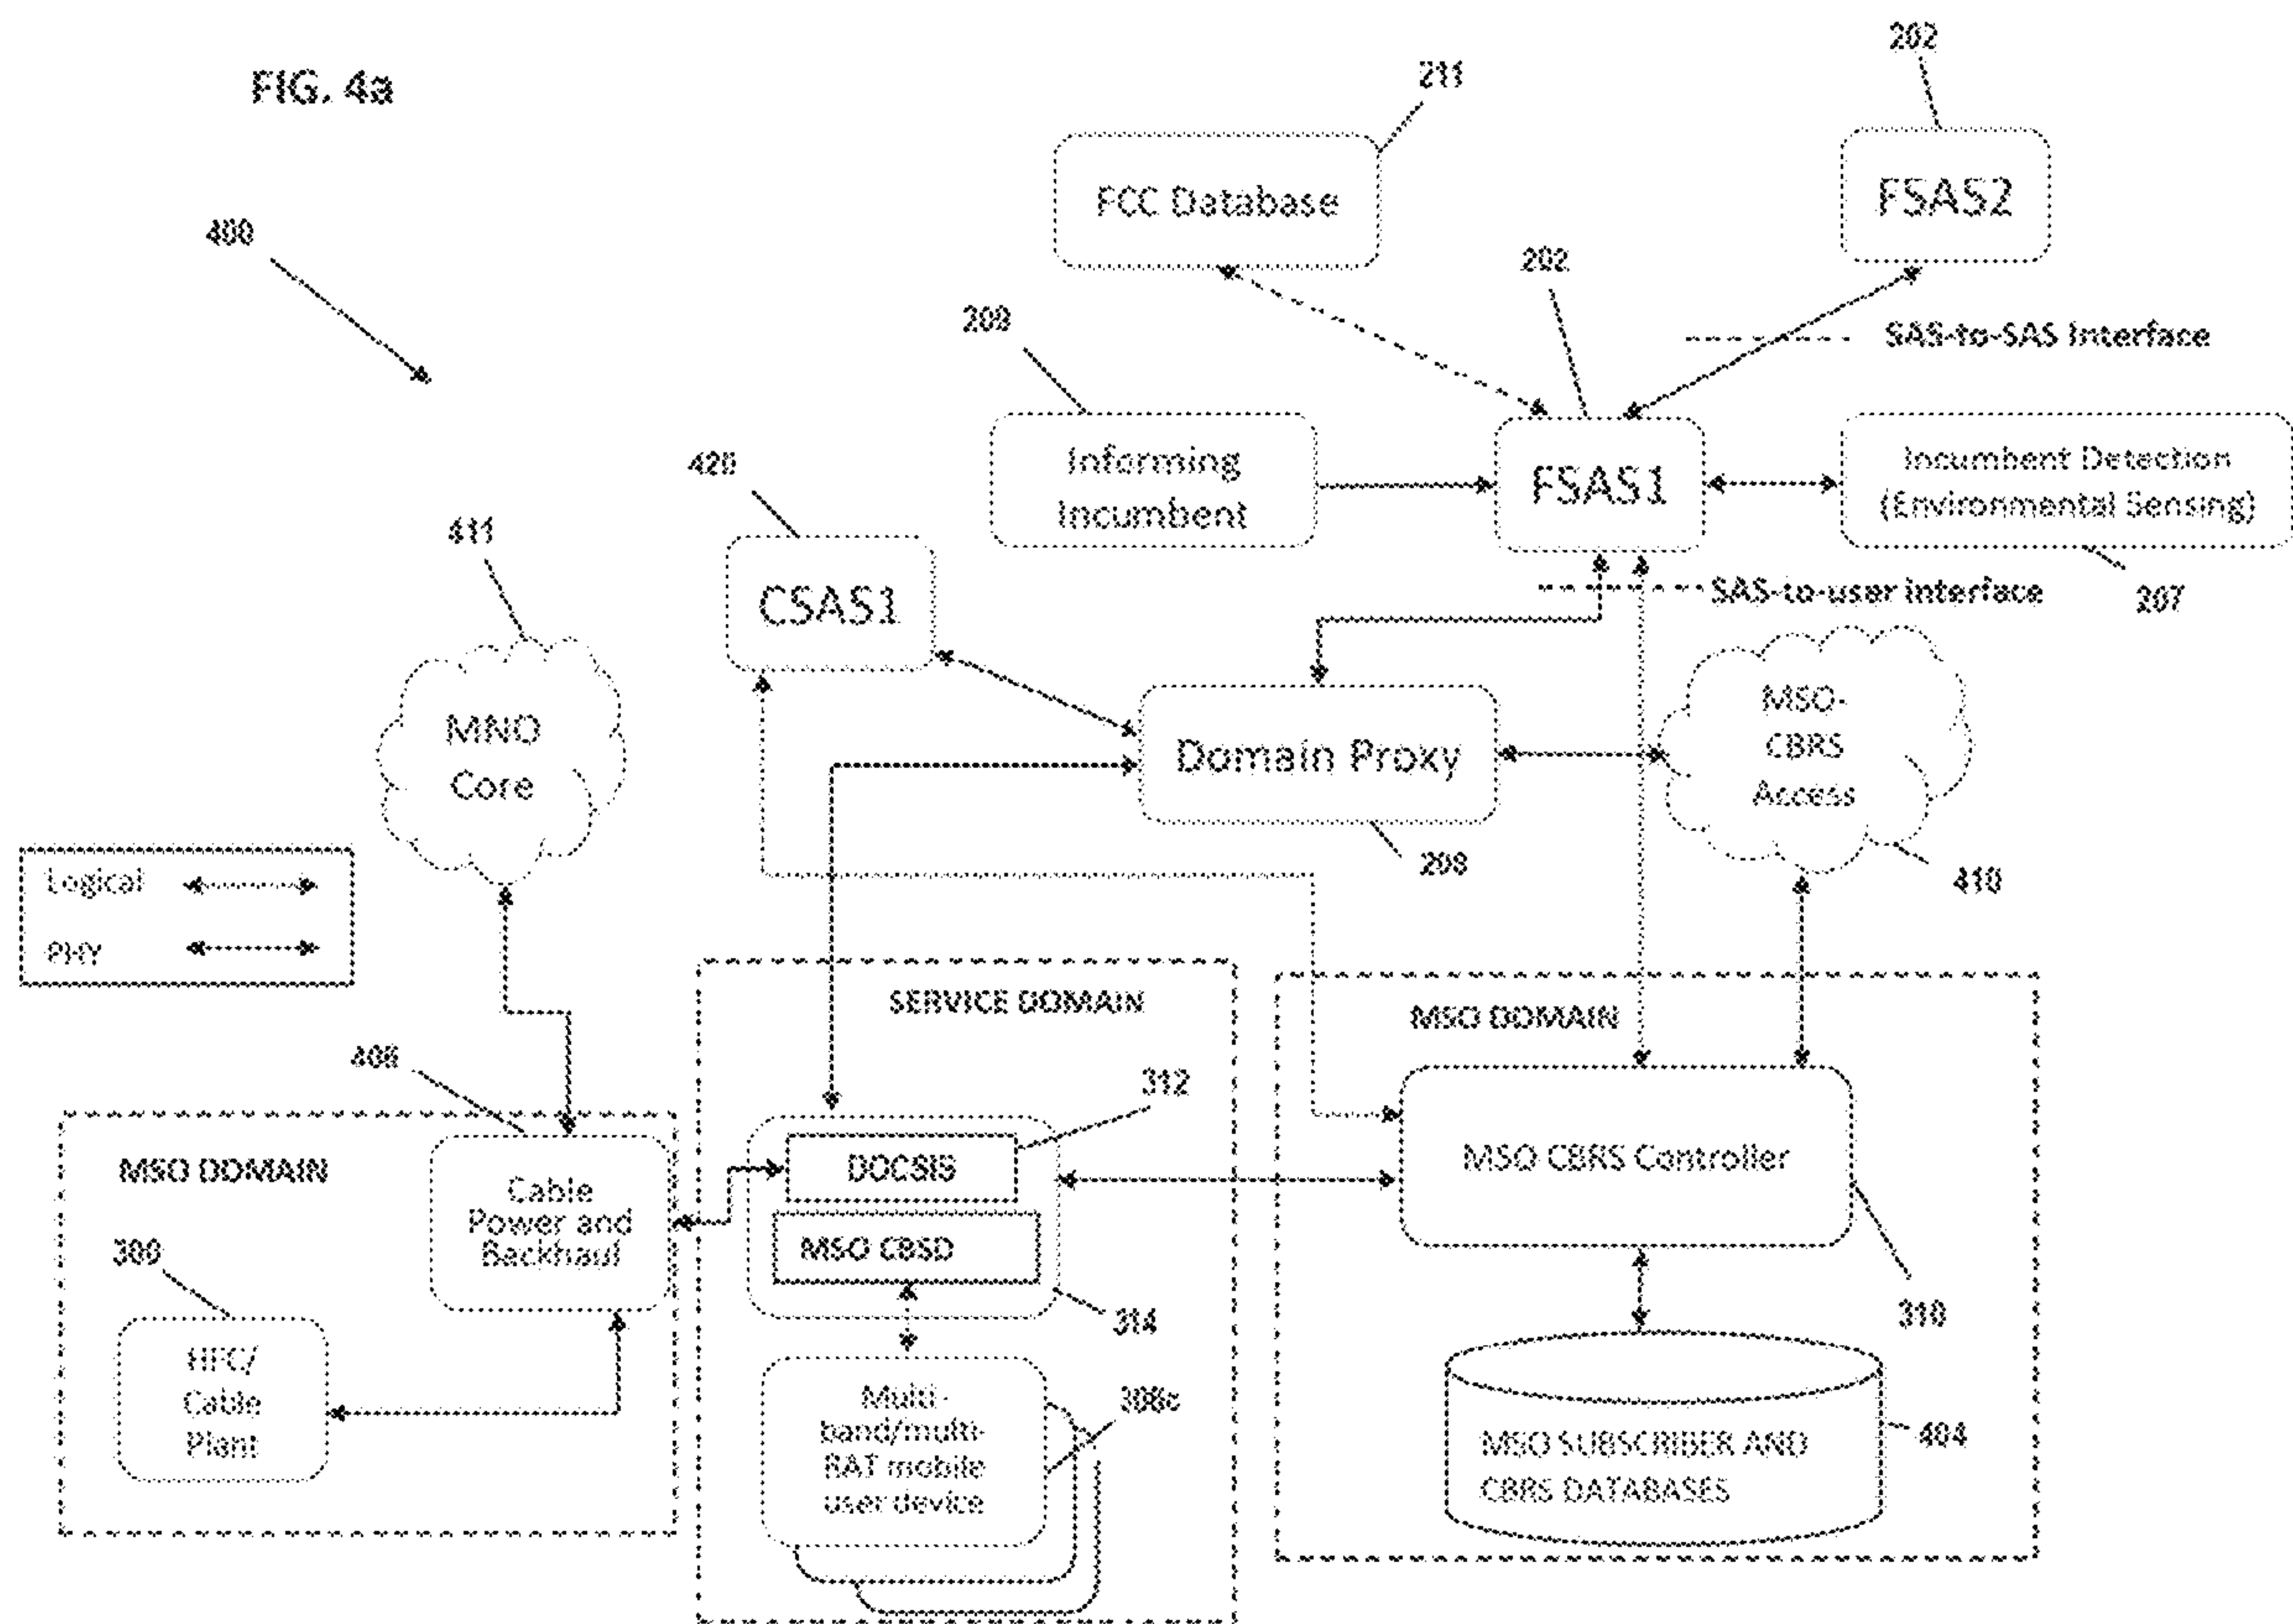 FIG. 4a
202
211
FCC Database
FSAS2
400
202
209
SAS-to-SAS Interface
Informing
Incumbent
FSAS1
Incumbent Detection
(Environmental Sensing)
420
411
CSAS1
SAS-to-user interface
207
MNO
Core
Domain Proxy
MSO-
CBRS
Access
208
410
Logical
PHY
SERVICE DOMAIN
MSO DOMAIN
406
312
MSO DOMAIN
Cable
Power and
Backhaul
DOCSIS
MSO CBSD
MSO CBRS Controller
300
314
310
HFC/
Cable
Plant
Multi-
band/multi-
RAT mobile
user device
306c
MSO SUBSCRIBER AND
CBRS DATABASES
404